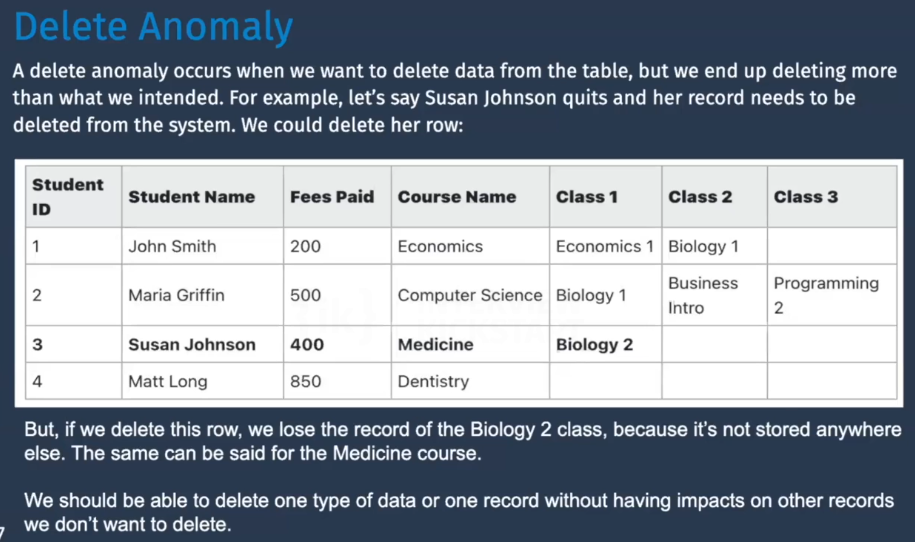 Delete Anomaly
A delete anomaly occurs when we want to delete data from the table, but we end up deleting more
than what we intended. For example, let's say Susan Johnson quits and her record needs to be
deleted from the system. We could delete her row:
Student ID Student Name Fees Paid Course Name Class 1 Class 2 Class 3
1 John Smith 200 Economics Economics 1 Biology 1
2 Maria Griffin 500 Computer Science Biology 1 Business Intro Programming 2
3 Susan Johnson 400 Medicine Biology 2
4 Matt Long 850 Dentistry
But, if we delete this row, we lose the record of the Biology 2 class, because it's not stored anywhere
else. The same can be said for the Medicine course.
We should be able to delete one type of data or one record without having impacts on other records
we don't want to delete.